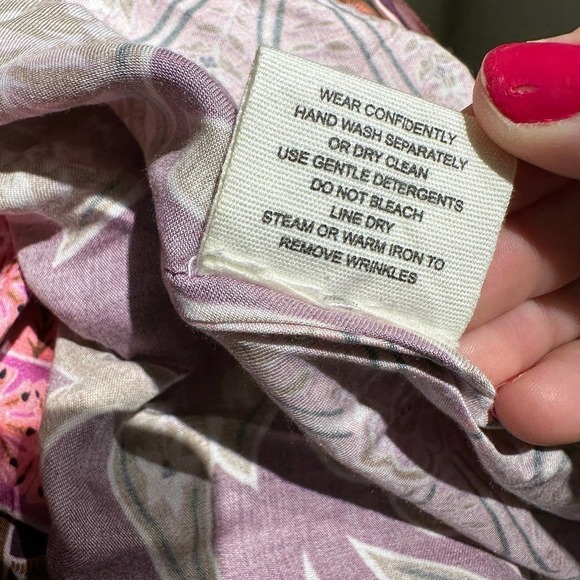 WEAR CONFIDENTLY
HAND WASH SEPARATELY
OR DRY CLEAN
USE GENTLE DETERGENTS
DO NOT BLEACH
LINE DRY
STEAM OR WARM IRON TO
REMOVE WRINKLES